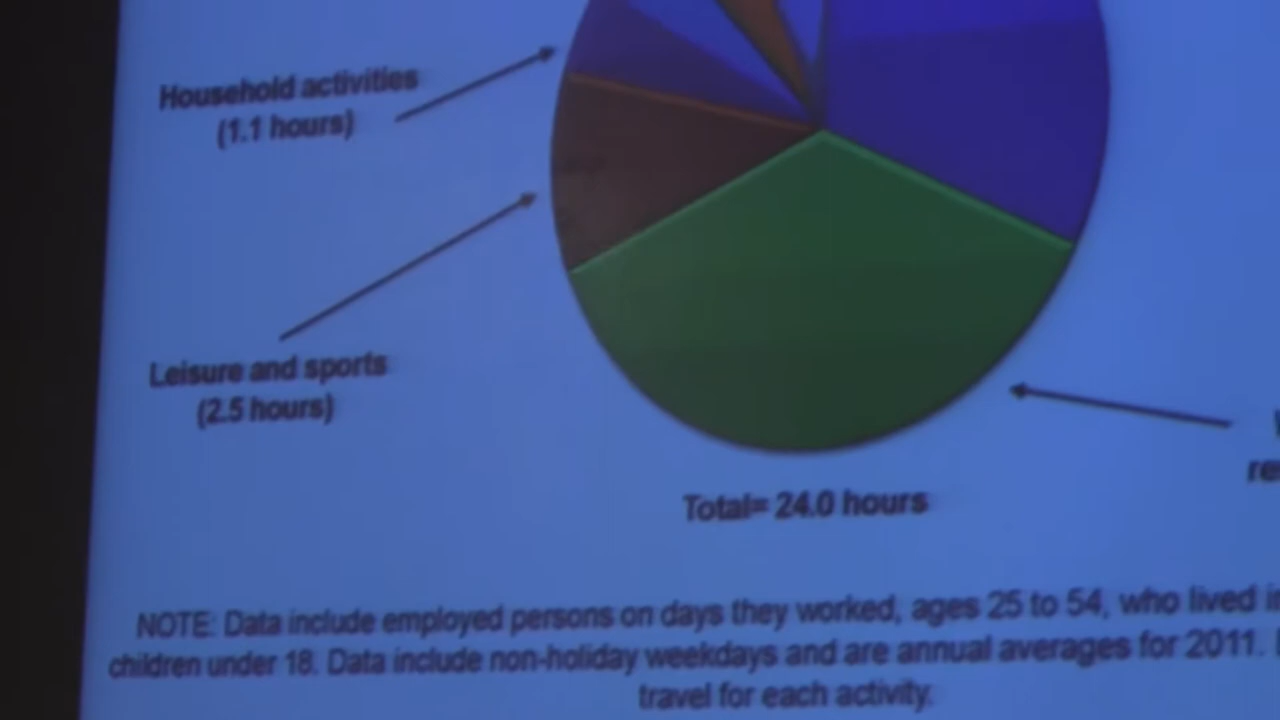 Household activities
(1.1 hours)
Leisure and sports
(2.5 hours)
Total= 24.0 hours
NOTE: Data include employed persons on days they worked, ages 25 to 54, who lived
children under 18. Data include non-holiday weekdays and are annual averages for 2011.
travel for each activity.